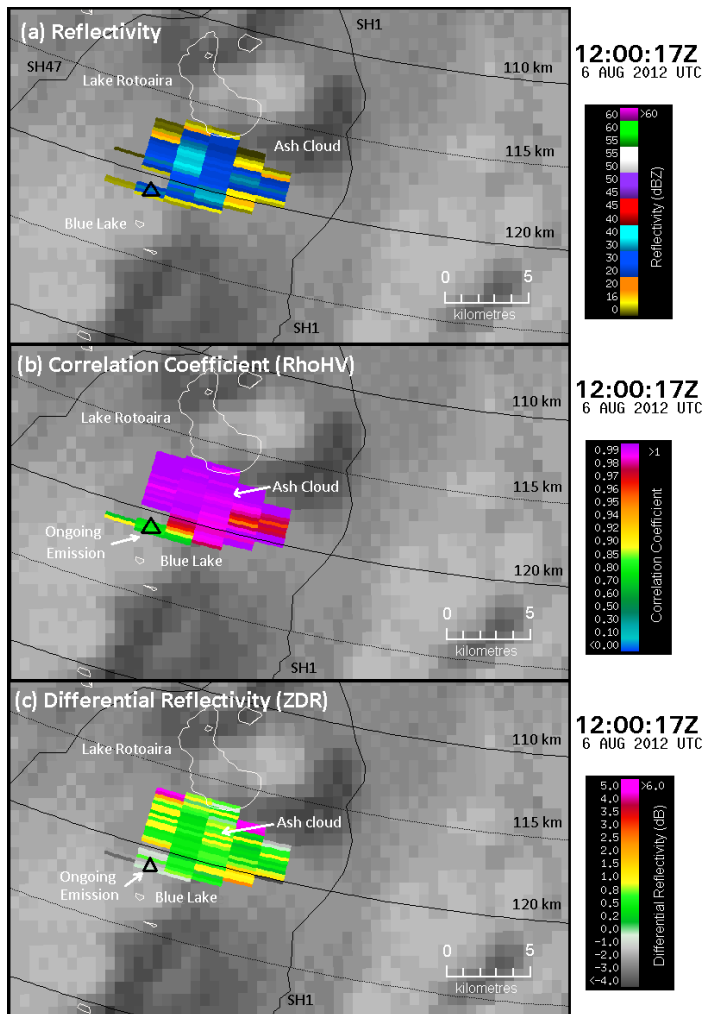 (a) Reflectivity
SH1
12:00:17Z
6 AUG 2012 UTC
SH47
110 km
Lake Rotoaira
Ash Cloud
115 km
Blue Lake
120 km
0 5
kilometres
SH1
60 >60
60
55
55
50
50
45
45
40
40
30
30
20
20
16
0
Reflectivity (dBZ)
(b) Correlation Coefficient (RhoHV)
12:00:17Z
6 AUG 2012 UTC
110 km
Lake Rotoaira
Ash Cloud
115 km
Ongoing
Emission
Blue Lake
120 km
0 5
kilometres
SH1
0.99 >1
0.98
0.97
0.96
0.95
0.94
0.92
0.90
0.85
0.80
0.70
0.60
0.50
0.30
0.10
<0.00
Correlation Coefficient
(c) Differential Reflectivity (ZDR)
12:00:17Z
6 AUG 2012 UTC
110 km
Lake Rotoaira
Ash cloud
115 km
Ongoing
Emission
Blue Lake
120 km
0 5
kilometres
SH1
5.0 >6.0
5.0
4.0
3.0
2.5
2.0
1.5
1.0
0.8
0.5
0.2
0.0
-1.0
-2.0
-3.0
<-4.0
Differential Reflectivity (dB)